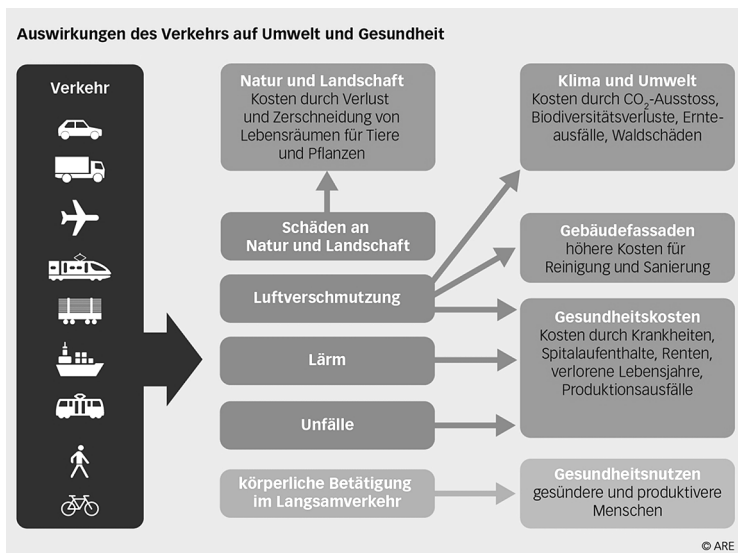 Auswirkungen des Verkehrs auf Umwelt und Gesundheit
Verkehr
Natur und Landschaft
Kosten durch Verlust
und Zerschneidung von
Lebensräumen für Tiere
und Pflanzen
Schäden an
Natur und Landschaft
Luftverschmutzung
Lärm
Unfälle
körperliche Betätigung
im Langsamverkehr
Klima und Umwelt
Kosten durch CO₂-Ausstoss,
Biodiversitätsverluste, Ernte-
ausfälle, Waldschäden
Gebäudefassaden
höhere Kosten für
Reinigung und Sanierung
Gesundheitskosten
Kosten durch Krankheiten,
Spitalaufenthalte, Renten,
verlorene Lebensjahre,
Produktionsausfälle
Gesundheitsnutzen
gesündere und produktivere
Menschen
© ARE